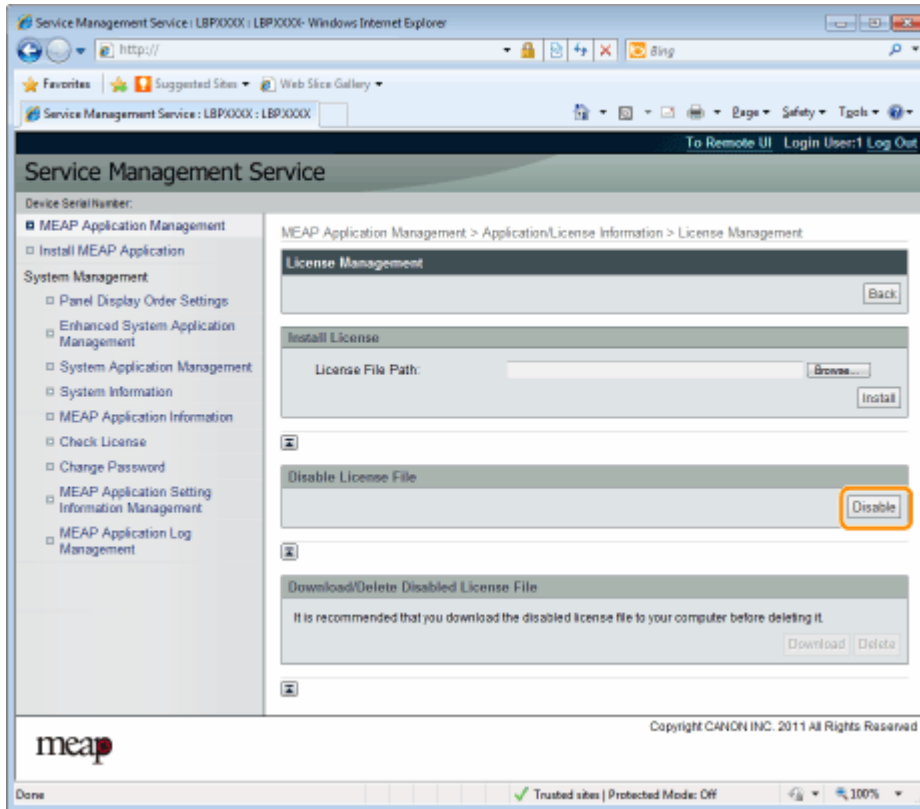 Service Management Service : LBPXXXX : LBPXXXX- Windows Internet Explorer
http://
Bing
Favorites Suggested Sites Web Slice Gallery
Service Management Service : LBPXXXX : LBPXXXX
Page Safety Tools
To Remote UI Login User:1 Log Out
Service Management Service
Device Serial Number:
MEAP Application Management
Install MEAP Application
System Management
Panel Display Order Settings
Enhanced System Application
Management
System Application Management
System Information
MEAP Application Information
Check License
Change Password
MEAP Application Setting
Information Management
MEAP Application Log
Management
MEAP Application Management > Application/License Information > License Management
License Management
Back
Install License
License File Path:
Browse...
Install
Disable License File
Disable
Download/Delete Disabled License File
It is recommended that you download the disabled license file to your computer before deleting it.
Download Delete
meap
Copyright CANON INC. 2011 All Rights Reserved
Done
Trusted sites | Protected Mode: Off
100%